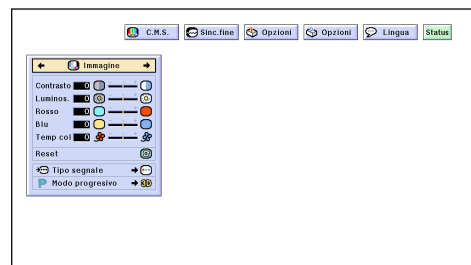 C.M.S. Sinc.fine Opzioni Opzioni Lingua Status
Immagine
Contrasto 0
Luminos. 0
Rosso 0
Blu 0
Temp col 0
Reset
Tipo segnale
P Modo progresivo